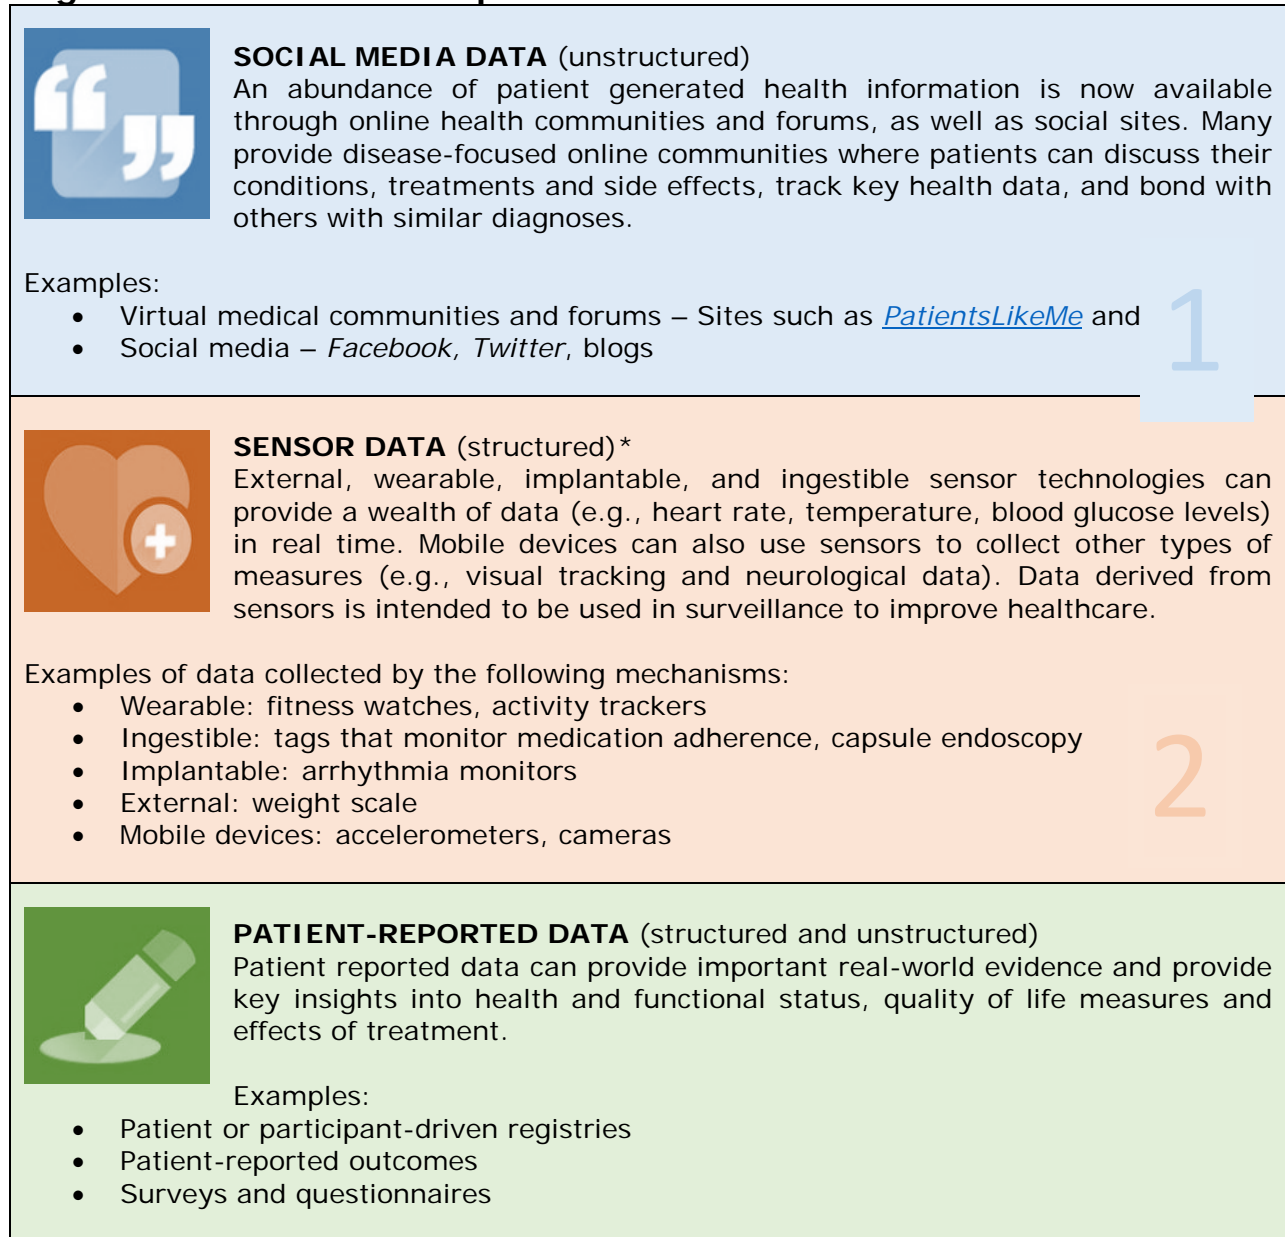 SOCIAL MEDIA DATA (unstructured)
An abundance of patient generated health information is now available
through online health communities and forums, as well as social sites. Many
provide disease-focused online communities where patients can discuss their
conditions, treatments and side effects, track key health data, and bond with
others with similar diagnoses.
Examples:
• Virtual medical communities and forums – Sites such as PatientsLikeMe and
• Social media – Facebook, Twitter, blogs
1
SENSOR DATA (structured)*
External, wearable, implantable, and ingestible sensor technologies can
provide a wealth of data (e.g., heart rate, temperature, blood glucose levels)
in real time. Mobile devices can also use sensors to collect other types of
measures (e.g., visual tracking and neurological data). Data derived from
sensors is intended to be used in surveillance to improve healthcare.
Examples of data collected by the following mechanisms:
• Wearable: fitness watches, activity trackers
• Ingestible: tags that monitor medication adherence, capsule endoscopy
• Implantable: arrhythmia monitors
• External: weight scale
• Mobile devices: accelerometers, cameras
2
PATIENT-REPORTED DATA (structured and unstructured)
Patient reported data can provide important real-world evidence and provide
key insights into health and functional status, quality of life measures and
effects of treatment.
Examples:
• Patient or participant-driven registries
• Patient-reported outcomes
• Surveys and questionnaires